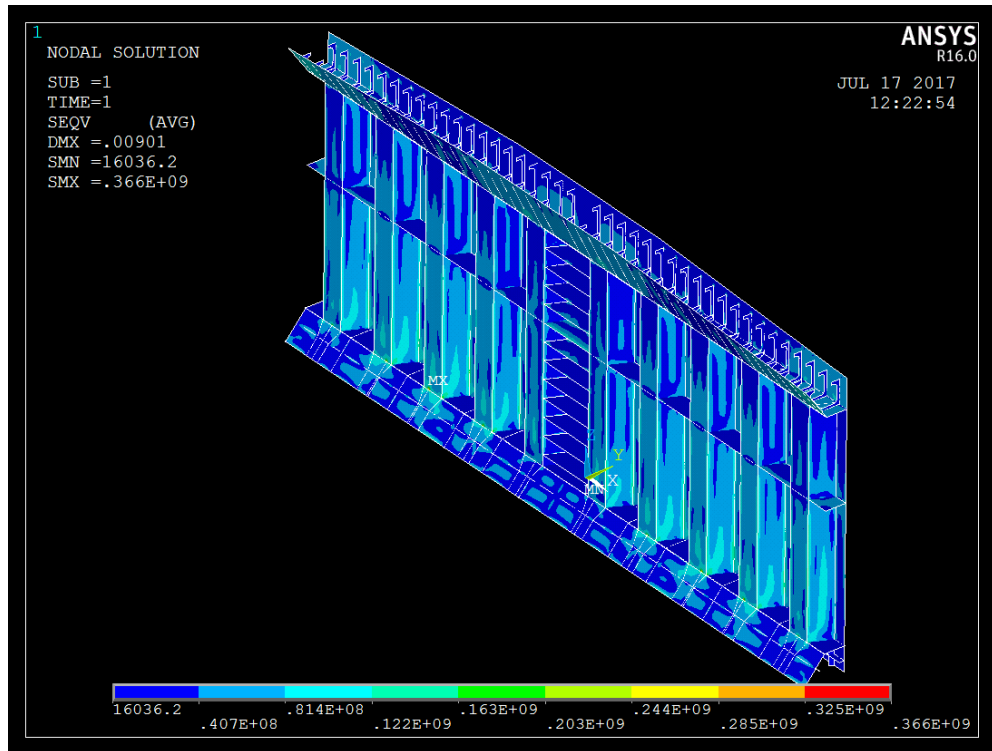 1
NODAL SOLUTION
SUB =1
TIME=1
SEQV     (AVG)
DMX =.00901
SMN =16036.2
SMX =.366E+09
ANSYS
R16.0
JUL 17 2017
12:22:54
MX
Y
X
MN
16036.2 .814E+08 .163E+09 .244E+09 .325E+09
.407E+08 .122E+09 .203E+09 .285E+09 .366E+09